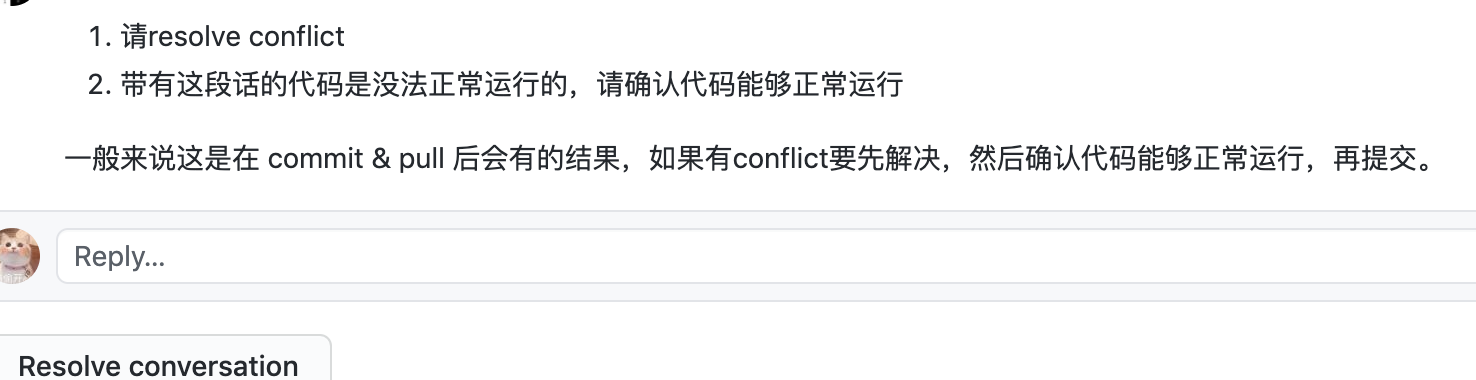 1. 请resolve conflict
2. 带有这段话的代码是没法正常运行的，请确认代码能够正常运行
一般来说这是在 commit & pull 后会有的结果，如果有conflict要先解决，然后确认代码能够正常运行，再提交。
Reply...
Resolve conversation